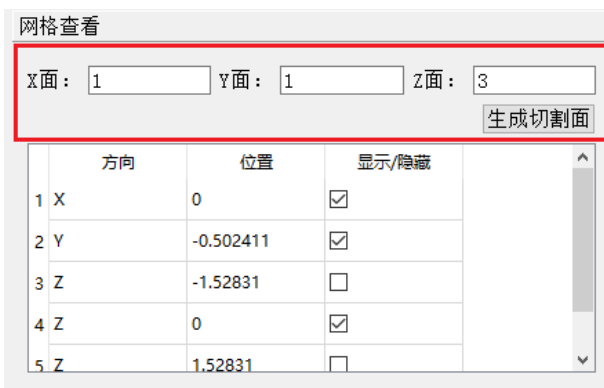 网格查看
X面： 1 Y面： 1 Z面： 3
生成切割面
方向 位置 显示/隐藏
1 X 0
2 Y -0.502411
3 Z -1.52831
4 Z 0
5 Z 1.52831